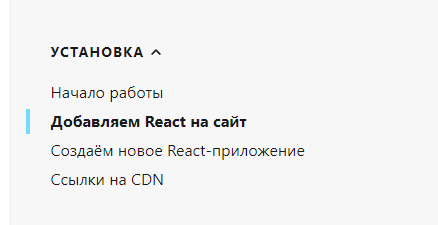 УСТАНОВКА
Начало работы
Добавляем React на сайт
Создаём новое React-приложение
Ссылки на CDN